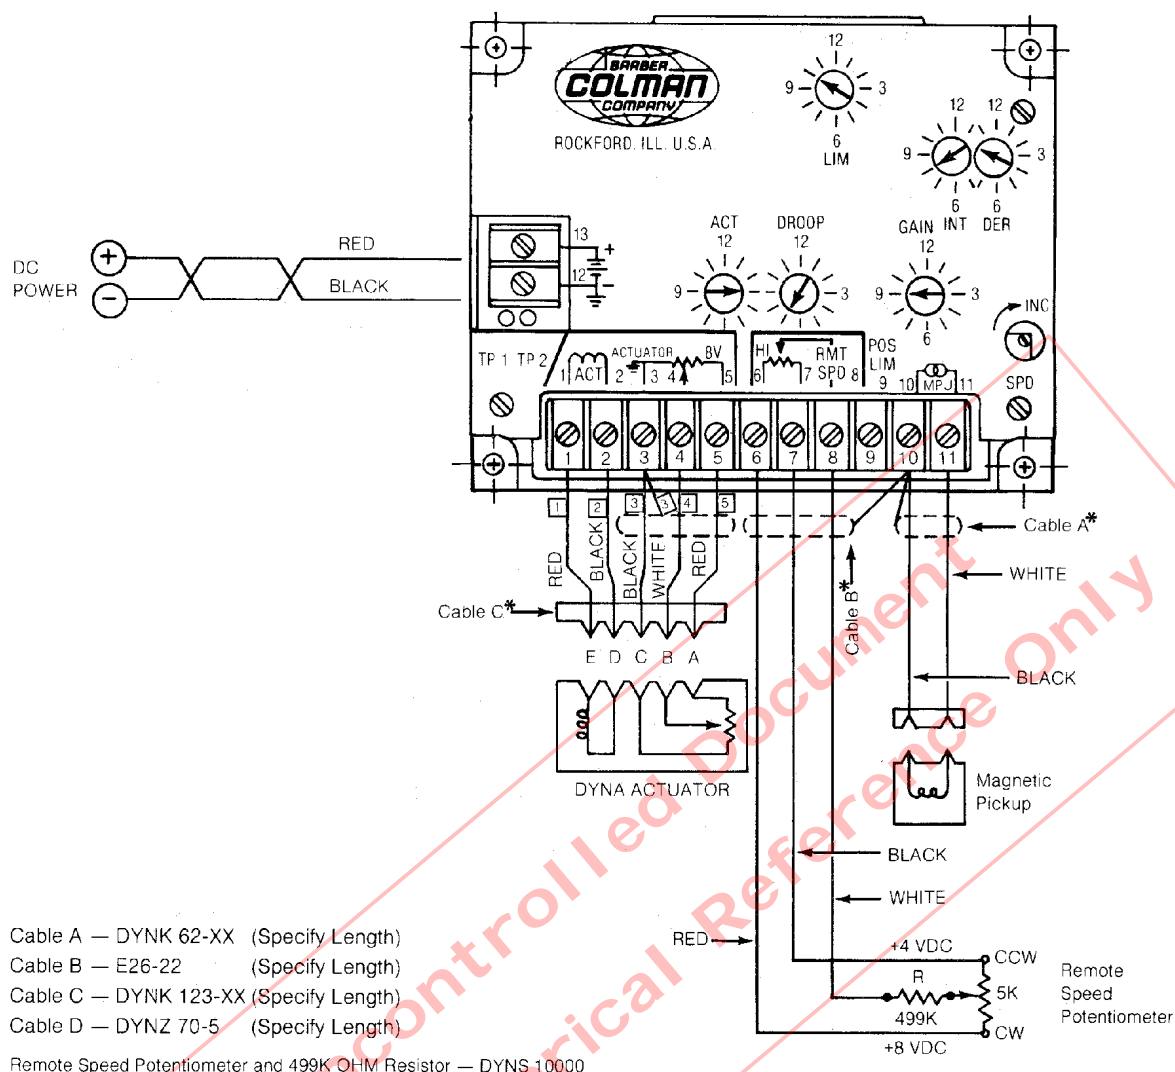 BARBER
COLMAN
COMPANY
ROCKFORD, ILL. U.S.A.
12
9 3
6
LIM
12 12
9 3
6 6
INT DER
ACT DROOP GAIN
12 12 12
9 3 9 3
6
INC
SPD
DC
POWER
+
−
RED
BLACK
13
+
12
−
TP 1 TP 2
1 ACT 2
ACTUATOR
3 4 8V 5
HI
6 7
RMT
SPD 8
POS
LIM
9
10 MPJ 11
1 2 3 4 5 6 7 8 9 10 11
1 2 3 3 4 5
RED
BLACK
BLACK
WHITE
RED
Cable C*
E D C B A
DYNA ACTUATOR
Cable B*
Cable A*
WHITE
BLACK
Magnetic
Pickup
BLACK
WHITE
RED
+4 VDC
CCW
R
499K
5K
CW
+8 VDC
Remote
Speed
Potentiometer
Cable A — DYNK 62-XX (Specify Length)
Cable B — E26-22 (Specify Length)
Cable C — DYNK 123-XX (Specify Length)
Cable D — DYNZ 70-5 (Specify Length)
Remote Speed Potentiometer and 499K OHM Resistor — DYNS 10000
ncontrolled Document
orical Reference Only